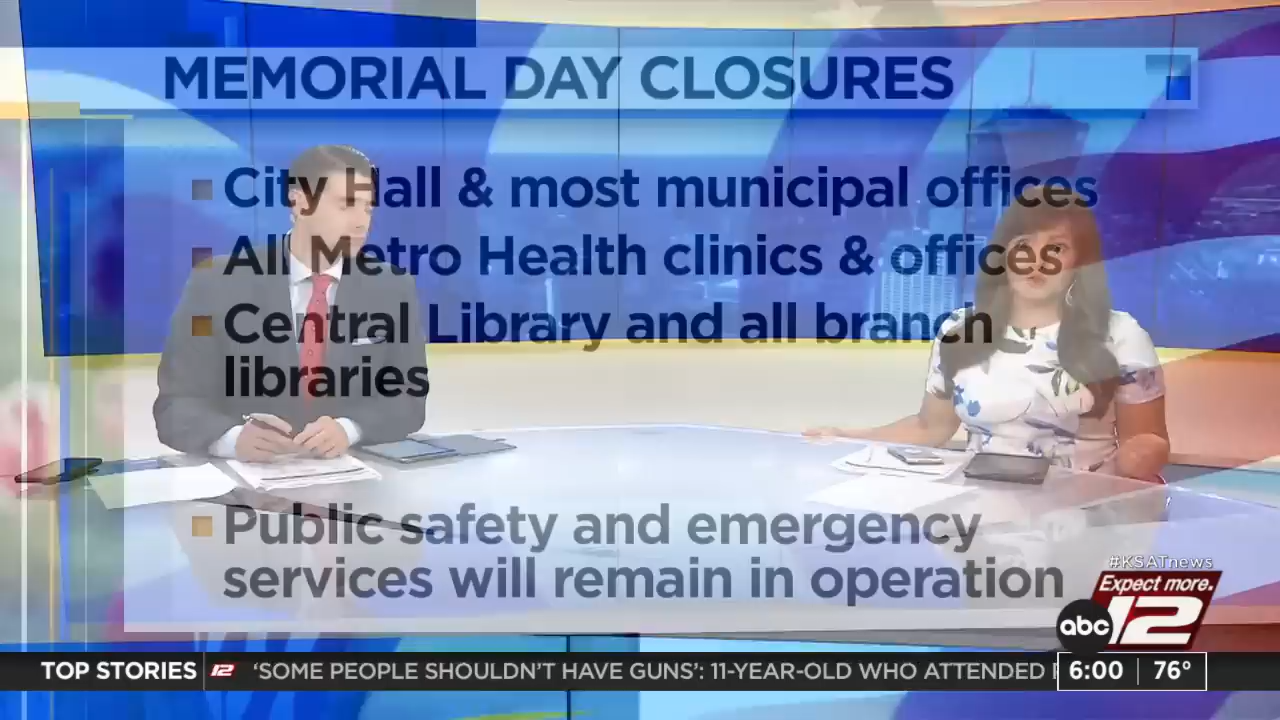 MEMORIAL DAY CLOSURES
City Hall & most municipal offices
All Metro Health clinics & offices
Central Library and all branch
libraries
Public safety and emergency
services will remain in operation
#KSATnews
Expect more.
abc 12
TOP STORIES 12 ‘SOME PEOPLE SHOULDN’T HAVE GUNS’: 11-YEAR-OLD WHO ATTENDED 6:00 76°